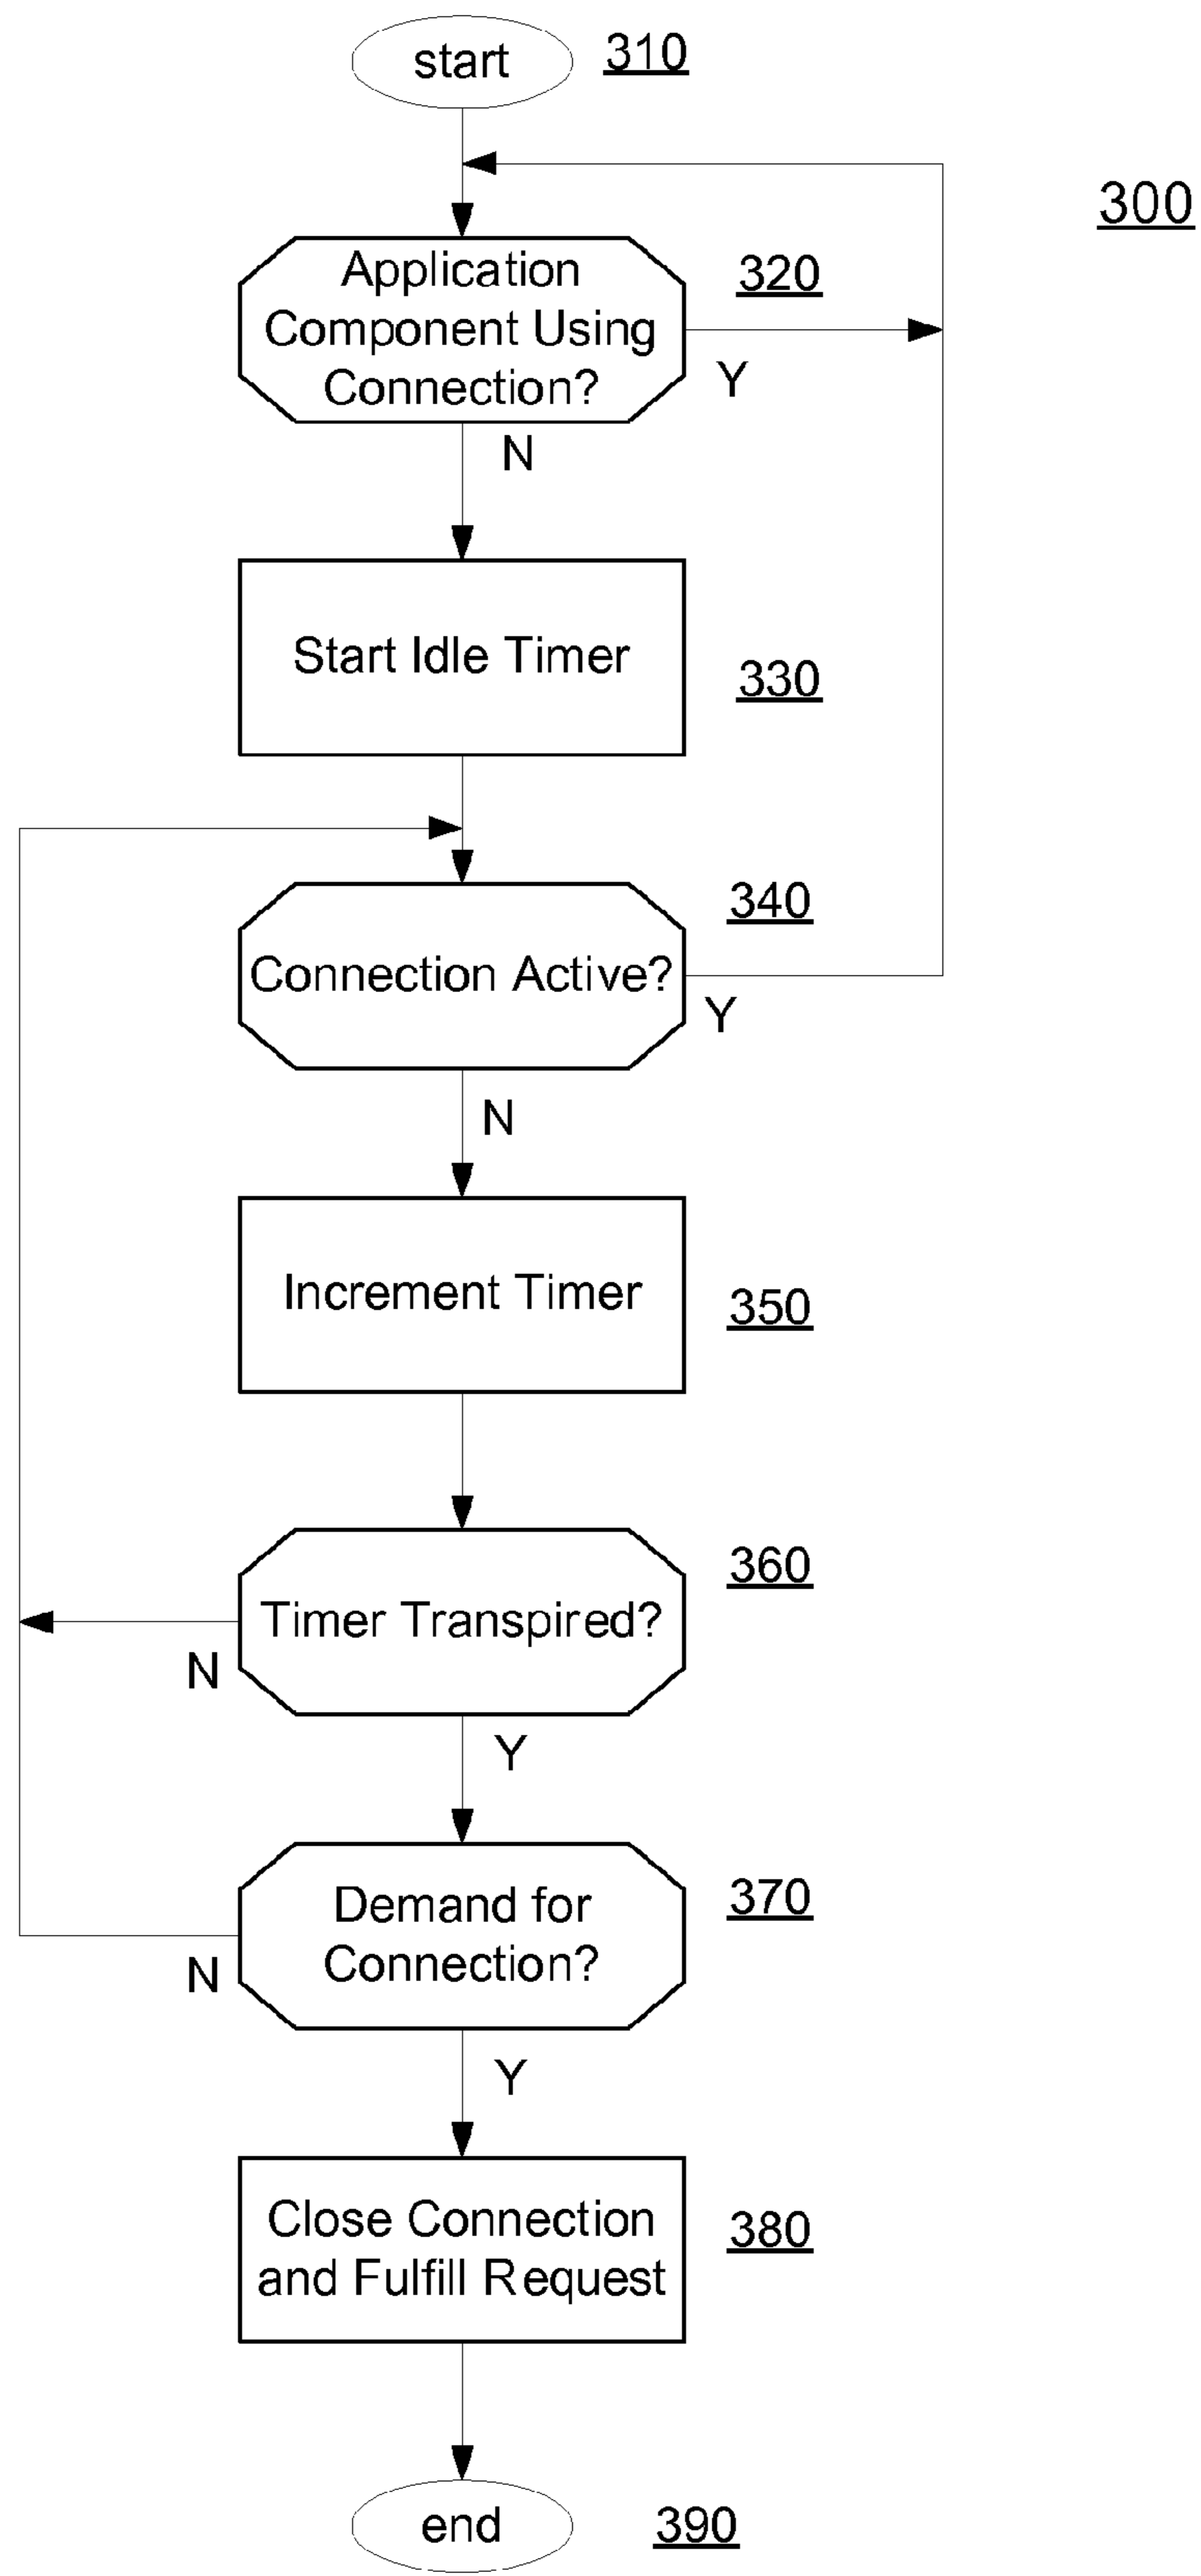 start
310
300
Application
Component Using
Connection?
320
Y
N
Start Idle Timer
330
340
Connection Active?
Y
N
Increment Timer
350
360
Timer Transpired?
N
Y
370
Demand for
Connection?
N
Y
Close Connection
and Fulfill Request
380
end
390